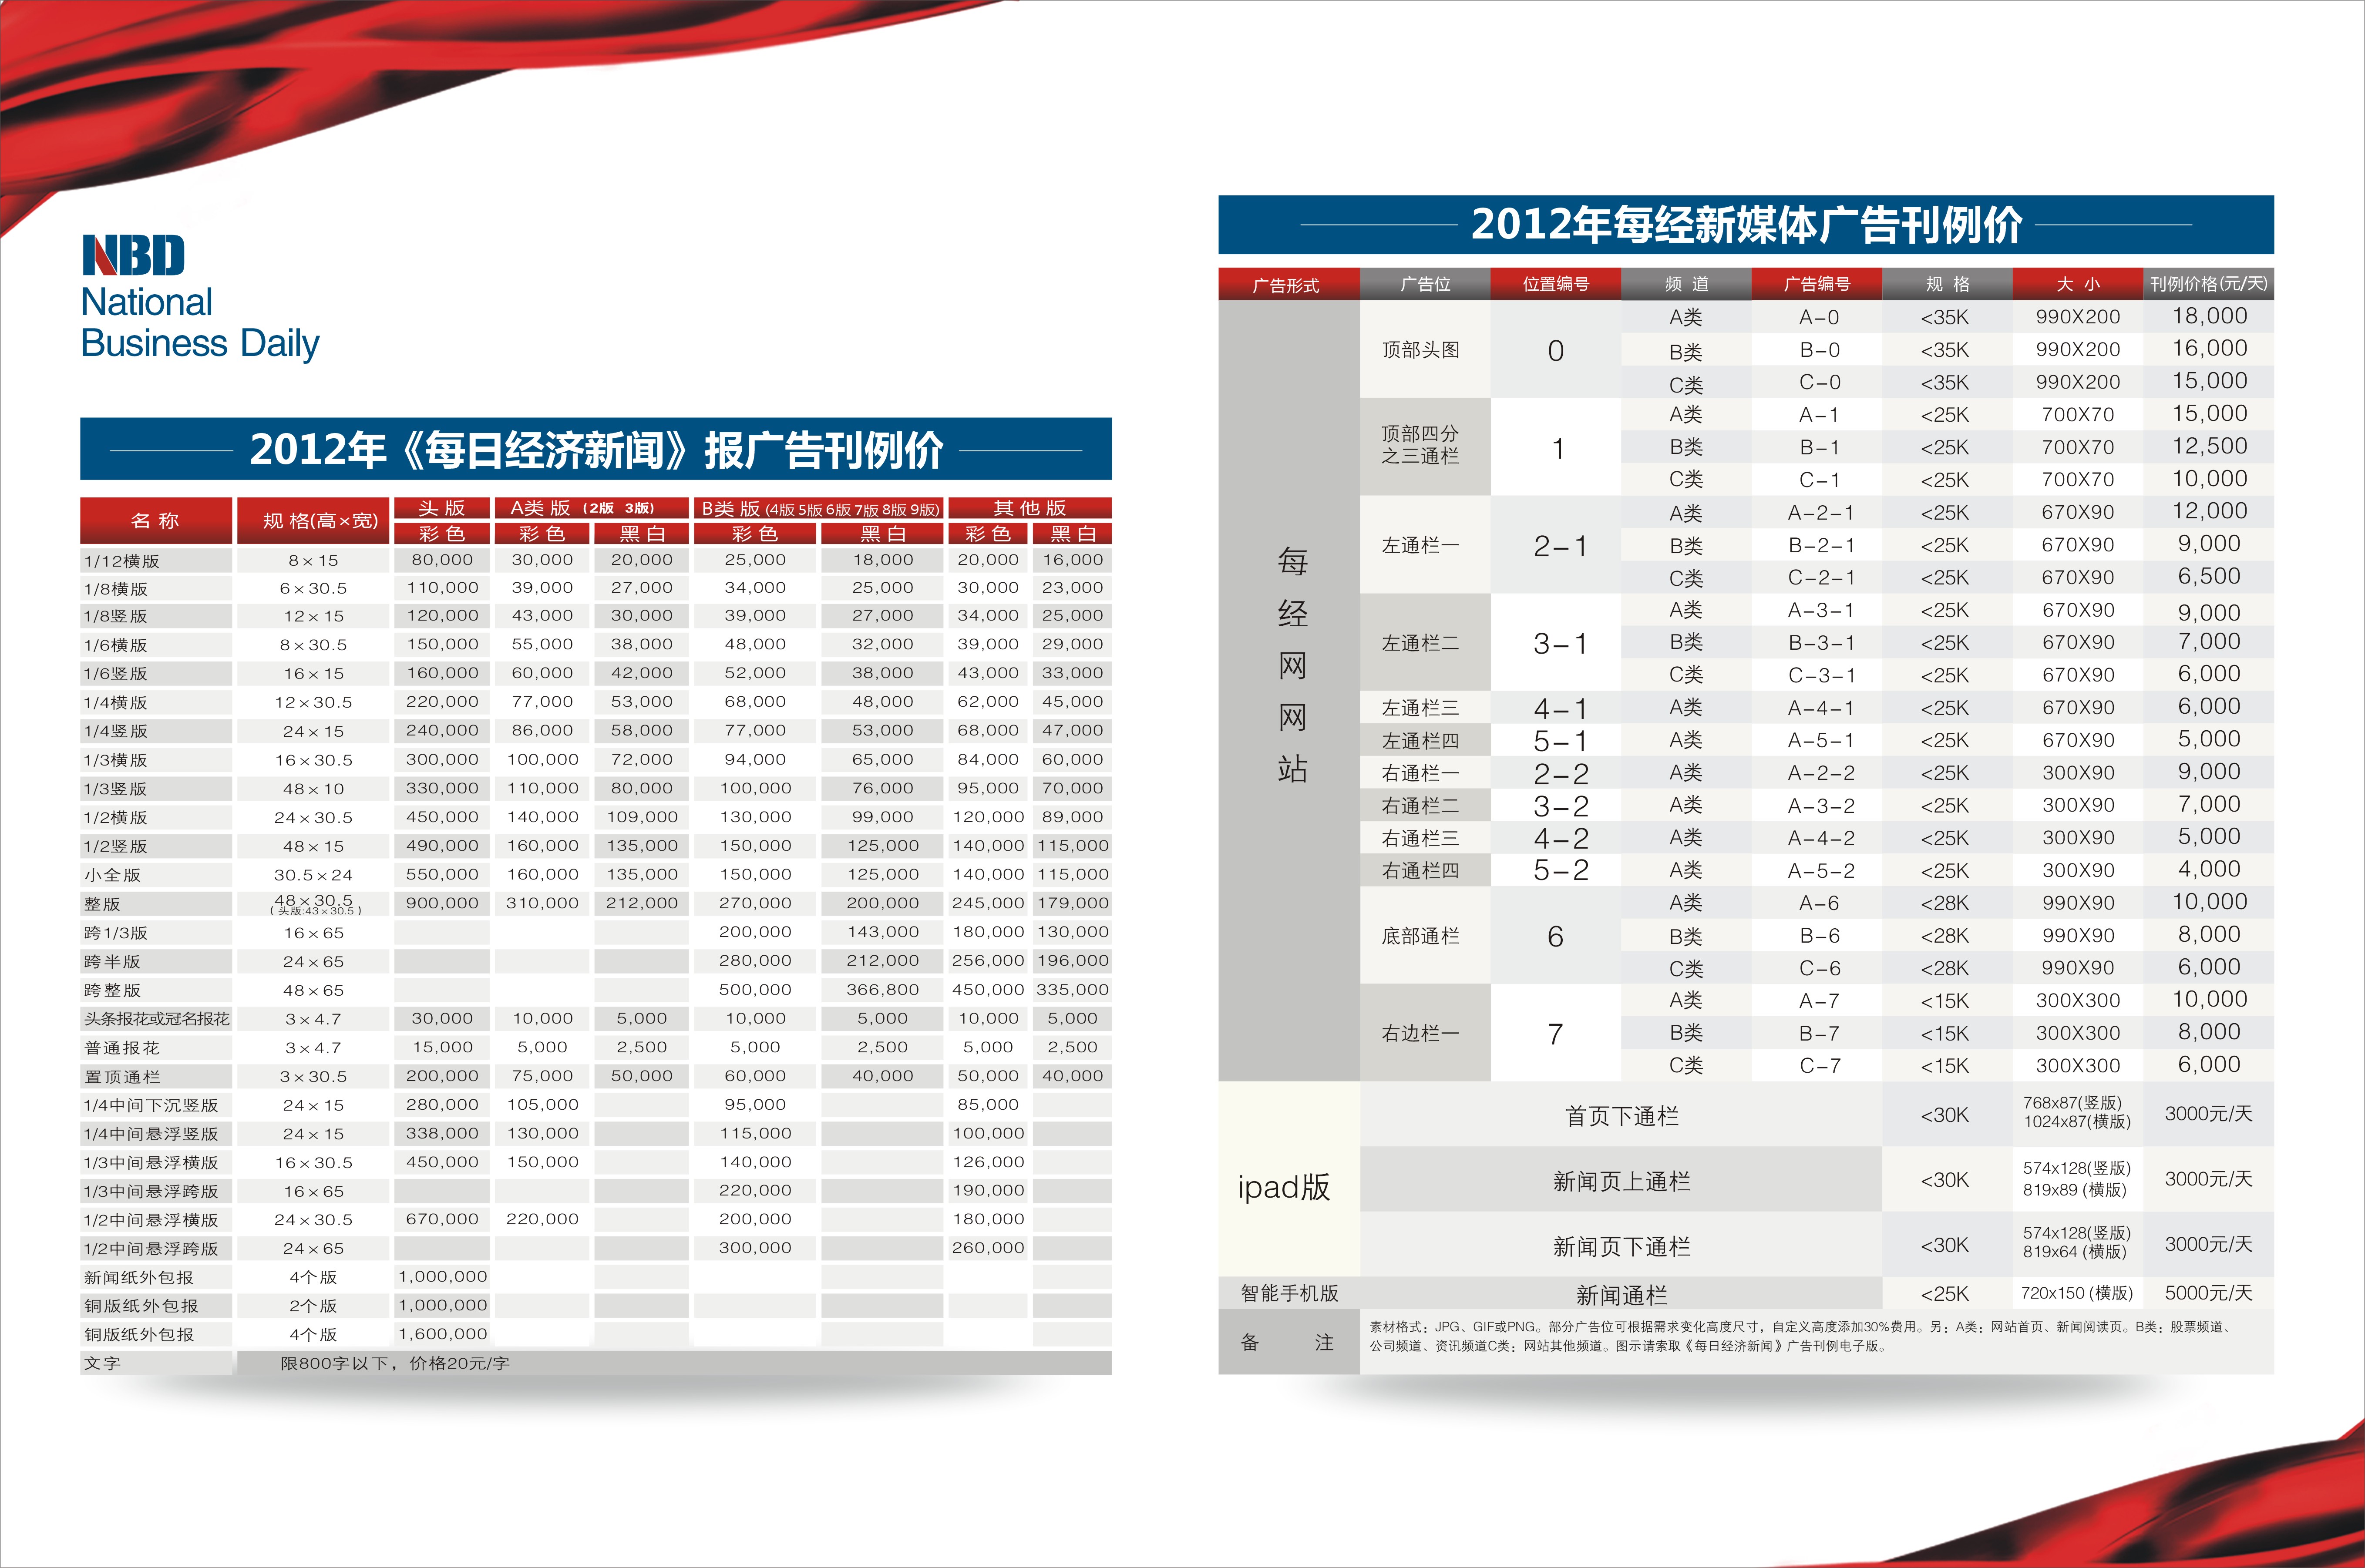 NBD
National
Business Daily
2012年《每日经济新闻》报广告刊例价
名 称 规 格(高×宽) 头 版 A类 版 (2版 3版) B类 版 (4版 5版 6版 7版 8版 9版) 其 他 版
彩 色 彩 色 黑 白 彩 色 黑 白 彩 色 黑 白
1/12横版 8×15 80,000 30,000 20,000 25,000 18,000 20,000 16,000
1/8横版 6×30.5 110,000 39,000 27,000 34,000 25,000 30,000 23,000
1/8竖版 12×15 120,000 43,000 30,000 39,000 27,000 34,000 25,000
1/6横版 8×30.5 150,000 55,000 38,000 48,000 32,000 39,000 29,000
1/6竖版 16×15 160,000 60,000 42,000 52,000 38,000 43,000 33,000
1/4横版 12×30.5 220,000 77,000 53,000 68,000 48,000 62,000 45,000
1/4竖版 24×15 240,000 86,000 58,000 77,000 53,000 68,000 47,000
1/3横版 16×30.5 300,000 100,000 72,000 94,000 65,000 84,000 60,000
1/3竖版 48×10 330,000 110,000 80,000 100,000 76,000 95,000 70,000
1/2横版 24×30.5 450,000 140,000 109,000 130,000 99,000 120,000 89,000
1/2竖版 48×15 490,000 160,000 135,000 150,000 125,000 140,000 115,000
小全版 30.5×24 550,000 160,000 135,000 150,000 125,000 140,000 115,000
整版 48×30.5 900,000 310,000 212,000 270,000 200,000 245,000 179,000
(头版:43×30.5)
跨1/3版 16×65 200,000 143,000 180,000 130,000
跨半版 24×65 280,000 212,000 256,000 196,000
跨整版 48×65 500,000 366,800 450,000 335,000
头条报花或冠名报花 3×4.7 30,000 10,000 5,000 10,000 5,000 10,000 5,000
普通报花 3×4.7 15,000 5,000 2,500 5,000 2,500 5,000 2,500
置顶通栏 3×30.5 200,000 75,000 50,000 60,000 40,000 50,000 40,000
1/4中间下沉竖版 24×15 280,000 105,000 95,000 85,000
1/4中间悬浮竖版 24×15 338,000 130,000 115,000 100,000
1/3中间悬浮横版 16×30.5 450,000 150,000 140,000 126,000
1/3中间悬浮跨版 16×65 220,000 190,000
1/2中间悬浮横版 24×30.5 670,000 220,000 200,000 180,000
1/2中间悬浮跨版 24×65 300,000 260,000
新闻纸外包报 4个版 1,000,000
铜版纸外包报 2个版 1,000,000
铜版纸外包报 4个版 1,600,000
文字 限800字以下，价格20元/字
2012年每经新媒体广告刊例价
广告形式 广告位 位置编号 频 道 广告编号 规 格 大 小 刊例价格(元/天)
每经网网站
顶部头图 0 A类 A-0 <35K 990X200 18,000
B类 B-0 <35K 990X200 16,000
C类 C-0 <35K 990X200 15,000
顶部四分之三通栏 1 A类 A-1 <25K 700X70 15,000
B类 B-1 <25K 700X70 12,500
C类 C-1 <25K 700X70 10,000
左通栏一 2-1 A类 A-2-1 <25K 670X90 12,000
B类 B-2-1 <25K 670X90 9,000
C类 C-2-1 <25K 670X90 6,500
左通栏二 3-1 A类 A-3-1 <25K 670X90 9,000
B类 B-3-1 <25K 670X90 7,000
C类 C-3-1 <25K 670X90 6,000
左通栏三 4-1 A类 A-4-1 <25K 670X90 6,000
左通栏四 5-1 A类 A-5-1 <25K 670X90 5,000
右通栏一 2-2 A类 A-2-2 <25K 300X90 9,000
右通栏二 3-2 A类 A-3-2 <25K 300X90 7,000
右通栏三 4-2 A类 A-4-2 <25K 300X90 5,000
右通栏四 5-2 A类 A-5-2 <25K 300X90 4,000
底部通栏 6 A类 A-6 <28K 990X90 10,000
B类 B-6 <28K 990X90 8,000
C类 C-6 <28K 990X90 6,000
右边栏一 7 A类 A-7 <15K 300X300 10,000
B类 B-7 <15K 300X300 8,000
C类 C-7 <15K 300X300 6,000
ipad版
首页下通栏 <30K 768x87(竖版) 3000元/天
1024x87(横版)
新闻页上通栏 <30K 574x128(竖版) 3000元/天
819x89 (横版)
新闻页下通栏 <30K 574x128(竖版) 3000元/天
819x64 (横版)
智能手机版 新闻通栏 <25K 720x150 (横版) 5000元/天
备 注 素材格式：JPG、GIF或PNG。部分广告位可根据需求变化高度尺寸，自定义高度添加30%费用。另：A类：网站首页、新闻阅读页。B类：股票频道、
公司频道、资讯频道C类：网站其他频道。图示请索取《每日经济新闻》广告刊例电子版。